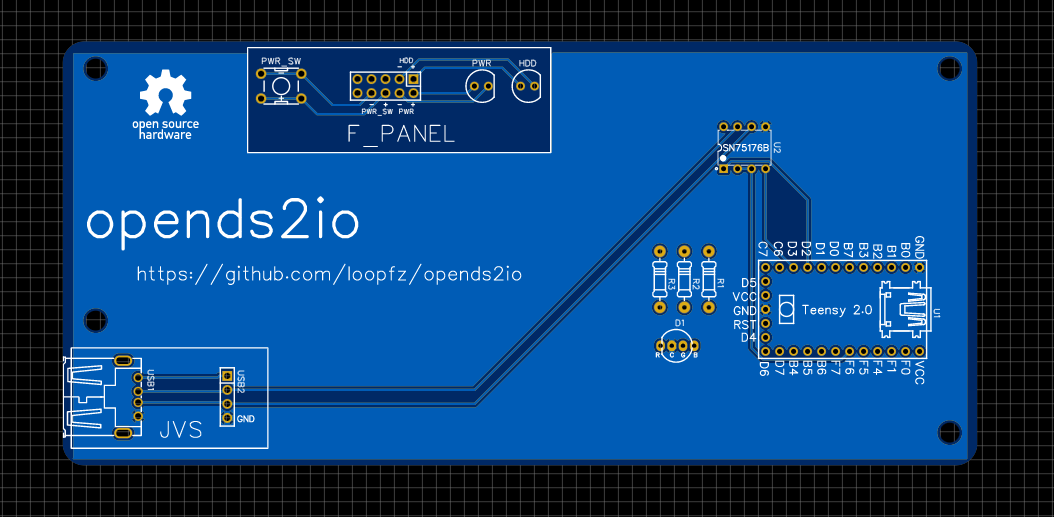 PWR_SW
HDD
- +
PWR
HDD
- + - +
PWR_SW PWR
F_PANEL
open source
hardware
SN75176B
U2
opends2io
https://github.com/loopfz/opends2io
R3
R2
R1
D1
R C G B
C7 C6 D3 D2 D1 D0 B7 B3 B2 B1 B0 GND
D5
VCC
GND
RST
D4
Teensy 2.0
U1
D6 D7 B4 B5 B6 F7 F6 F5 F4 F1 F0 VCC
USB1
USB2
GND
JVS